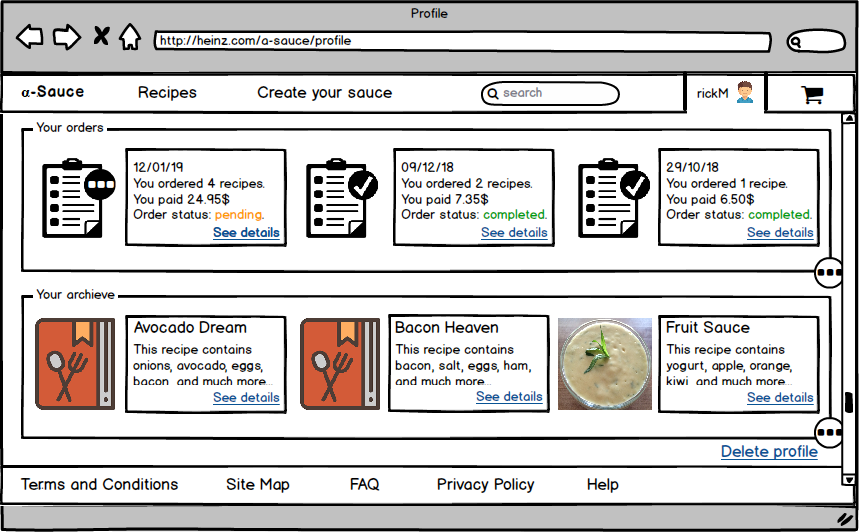 Profile
http://heinz.com/a-sauce/profile
α-Sauce
Recipes
Create your sauce
search
rickM
Your orders
12/01/19
You ordered 4 recipes.
You paid 24.95$
Order status: pending.
See details
09/12/18
You ordered 2 recipes.
You paid 7.35$
Order status: completed.
See details
29/10/18
You ordered 1 recipe.
You paid 6.50$
Order status: completed.
See details
Your archieve
Avocado Dream
This recipe contains
onions, avocado, eggs,
bacon, and much more...
See details
Bacon Heaven
This recipe contains
bacon, salt, eggs, ham,
and much more...
See details
Fruit Sauce
This recipe contains
yogurt, apple, orange,
kiwi, and much more...
See details
Delete profile
Terms and Conditions
Site Map
FAQ
Privacy Policy
Help